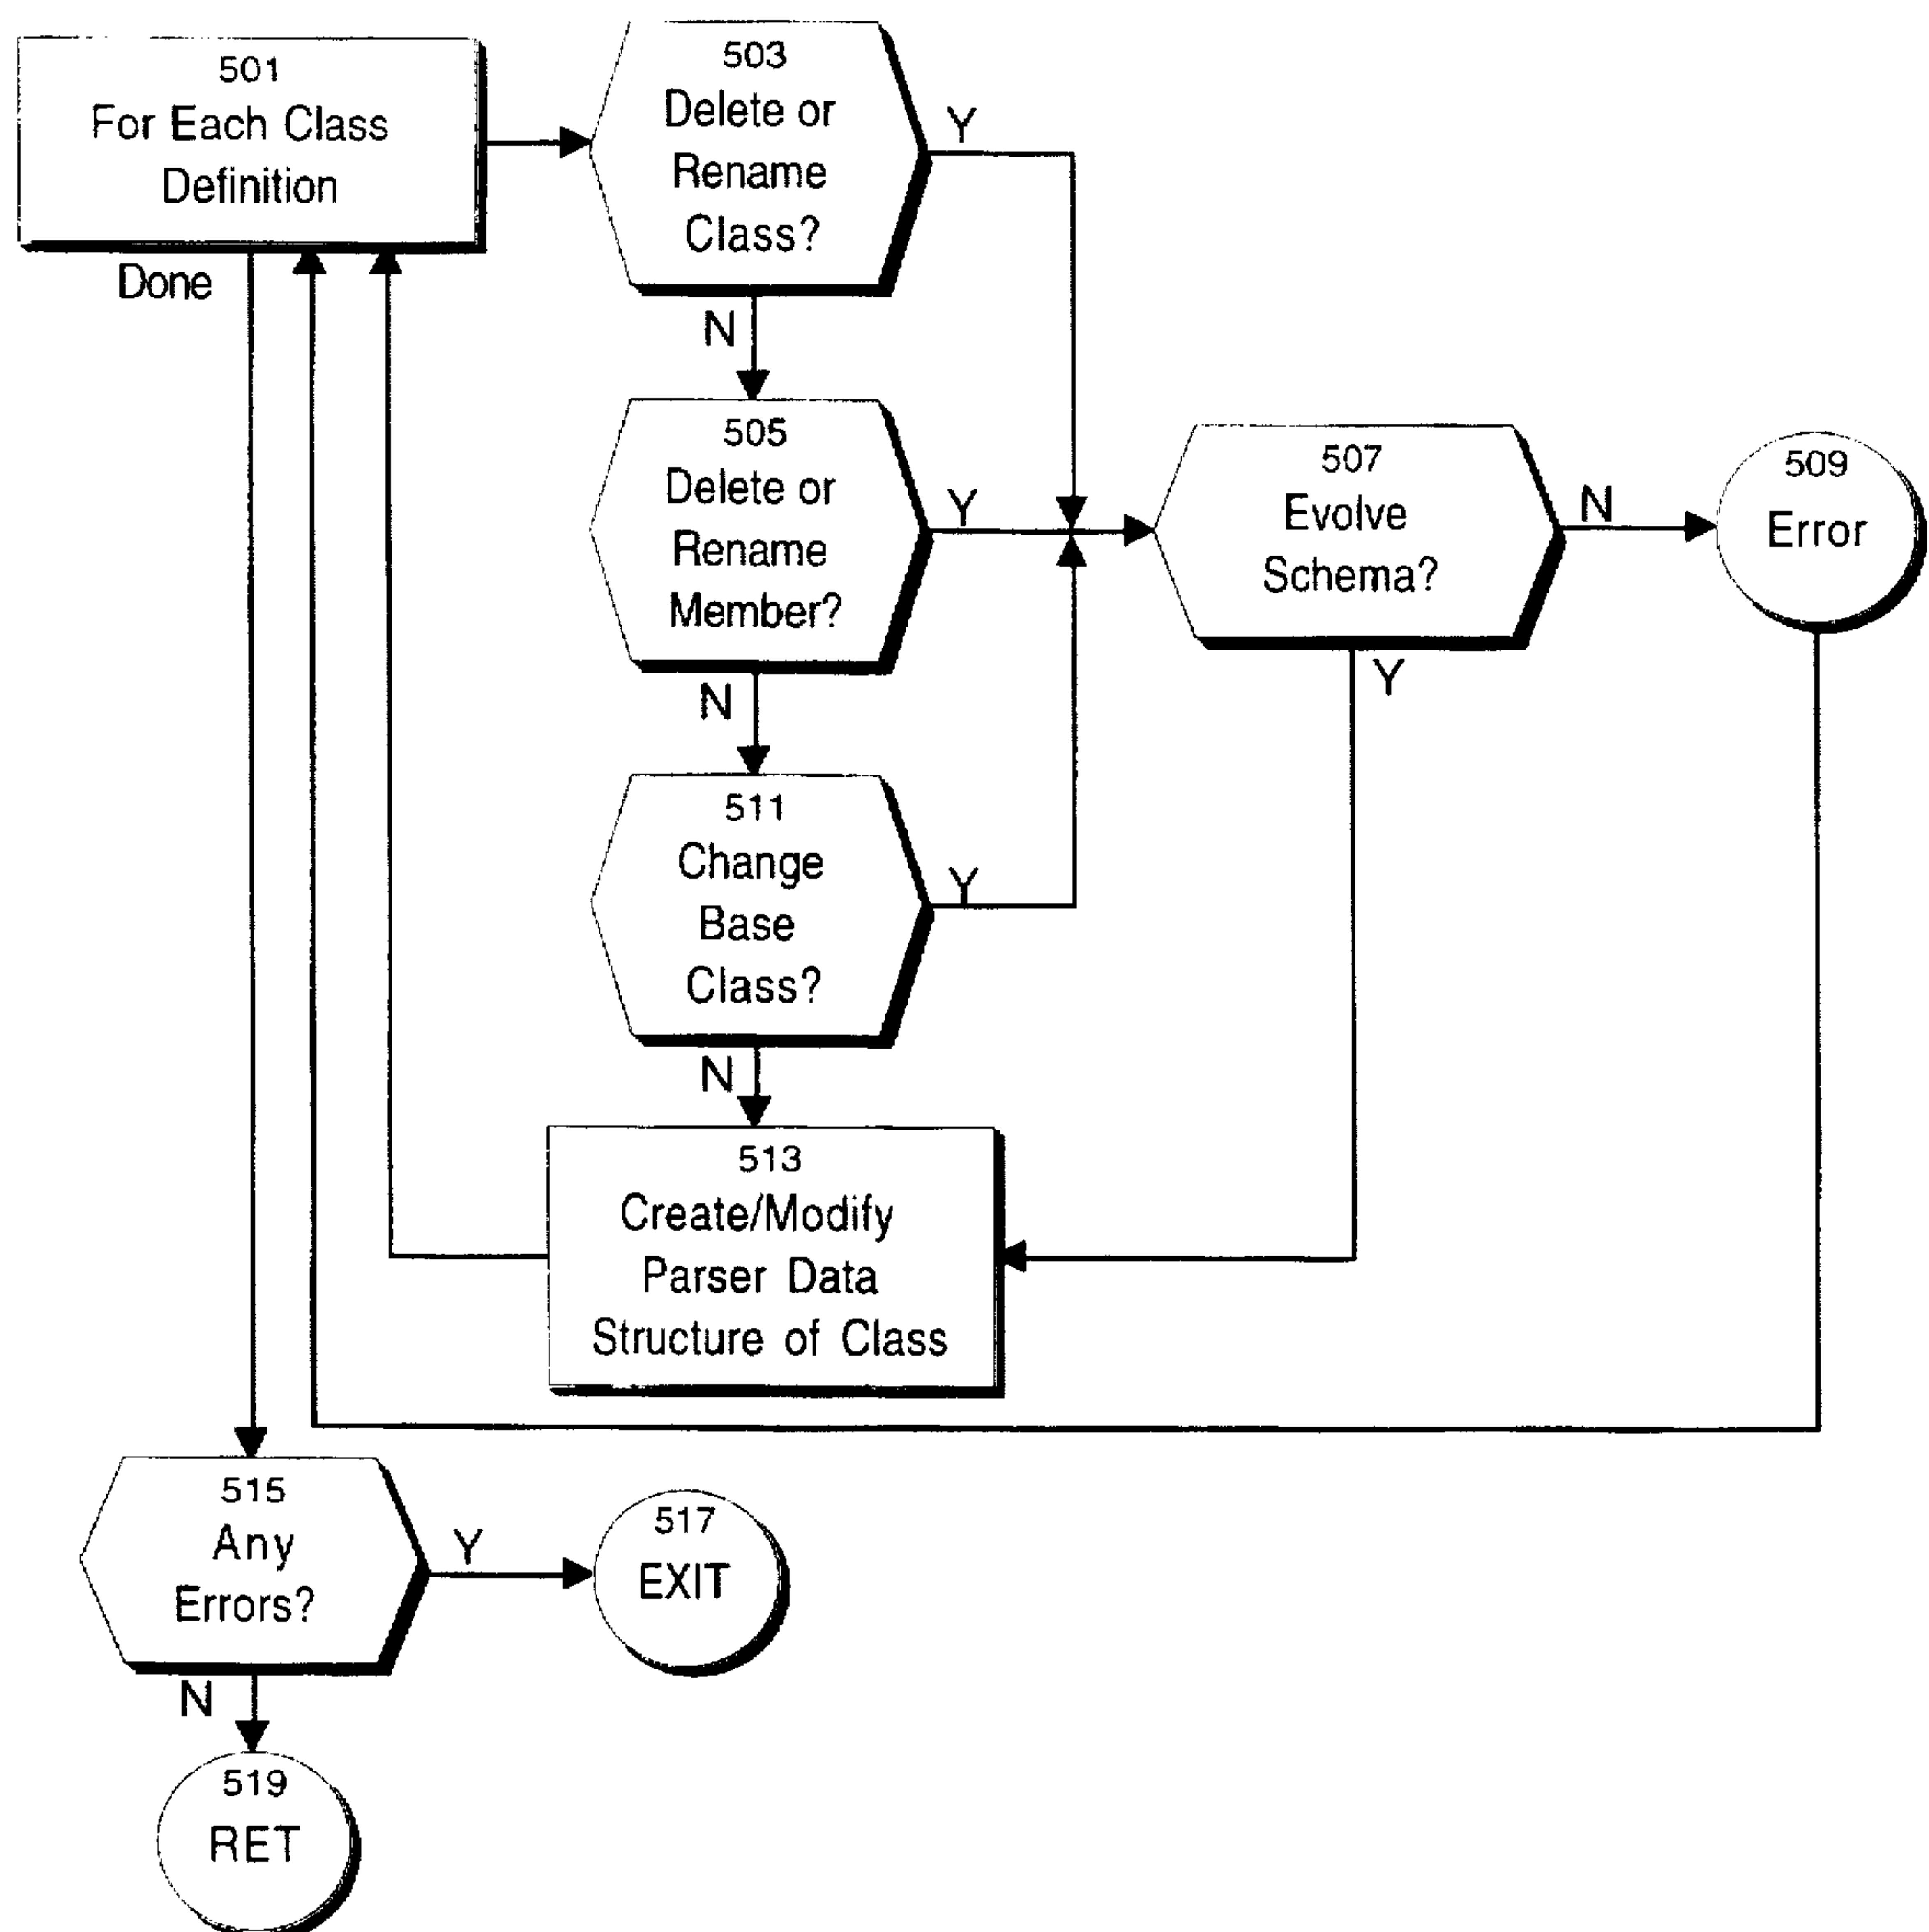 501
For Each Class
Definition
Done
503
Delete or
Rename
Class?
Y
N
505
Delete or
Rename
Member?
Y
N
507
Evolve
Schema?
N
Y
509
Error
511
Change
Base
Class?
Y
N
513
Create/Modify
Parser Data
Structure of Class
515
Any
Errors?
Y
N
517
EXIT
519
RET